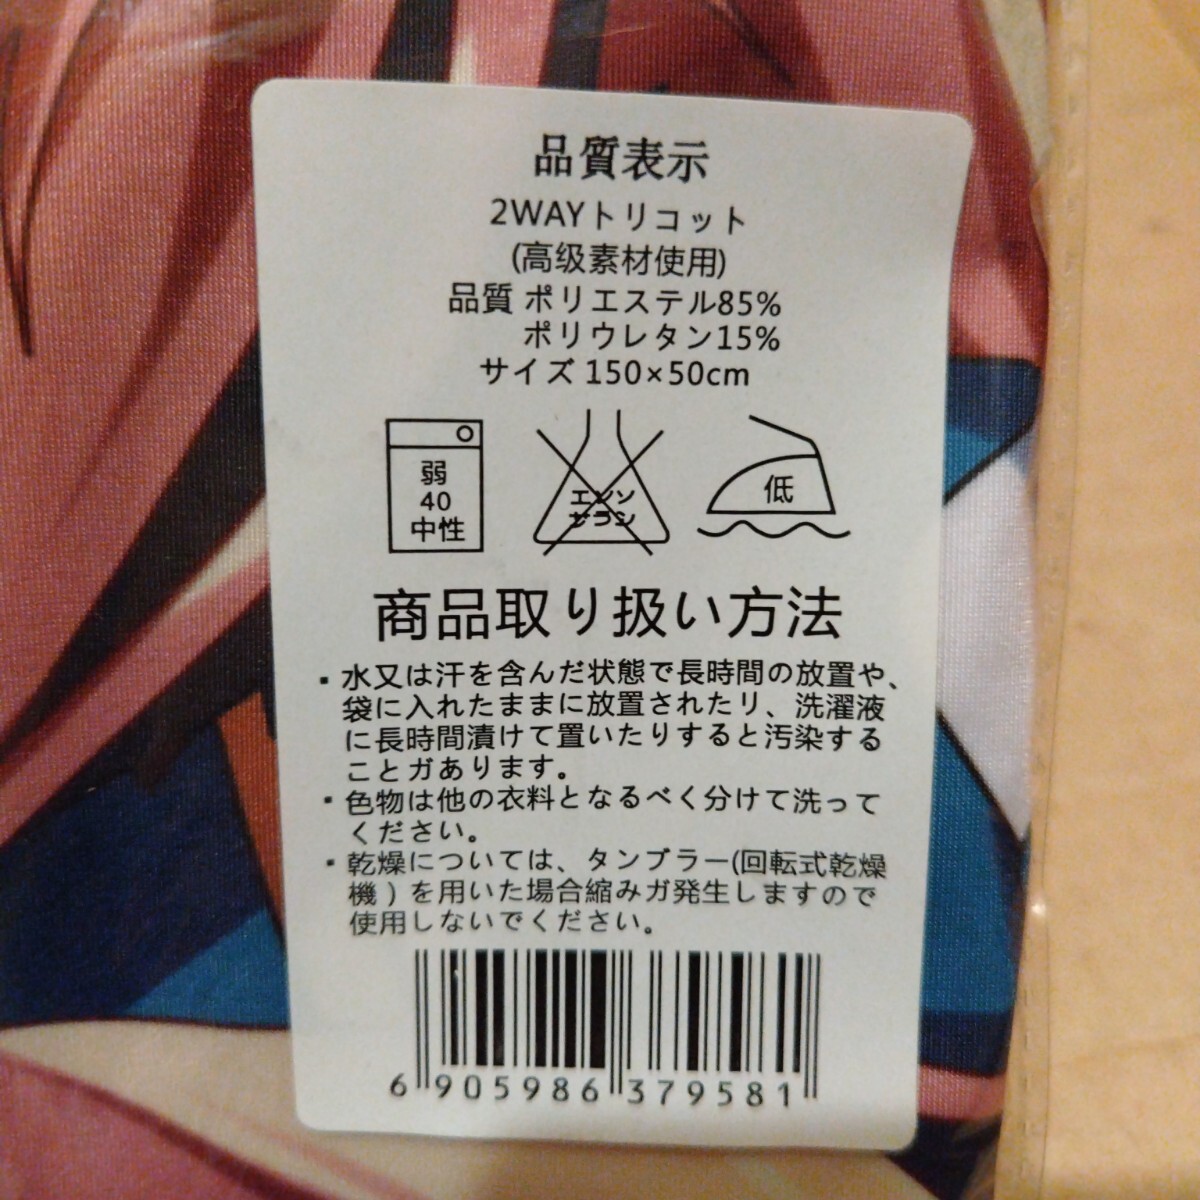 品質表示
2WAYトリコット
(高级素材使用)
品質 ポリエステル85%
ポリウレタン15%
サイズ 150×50cm
弱
40
中性
エンソ
サラシ
低
商品取り扱い方法
・水又は汗を含んだ状態で長時間の放置や、
袋に入れたままに放置されたり、洗濯液
に長時間漬けて置いたりすると汚染する
ことガあります。
・色物は他の衣料となるべく分けて洗って
ください。
・乾燥については、タンブラー(回転式乾燥
機）を用いた場合縮みガ発生しますので
使用しないでください。
6 905986 379581